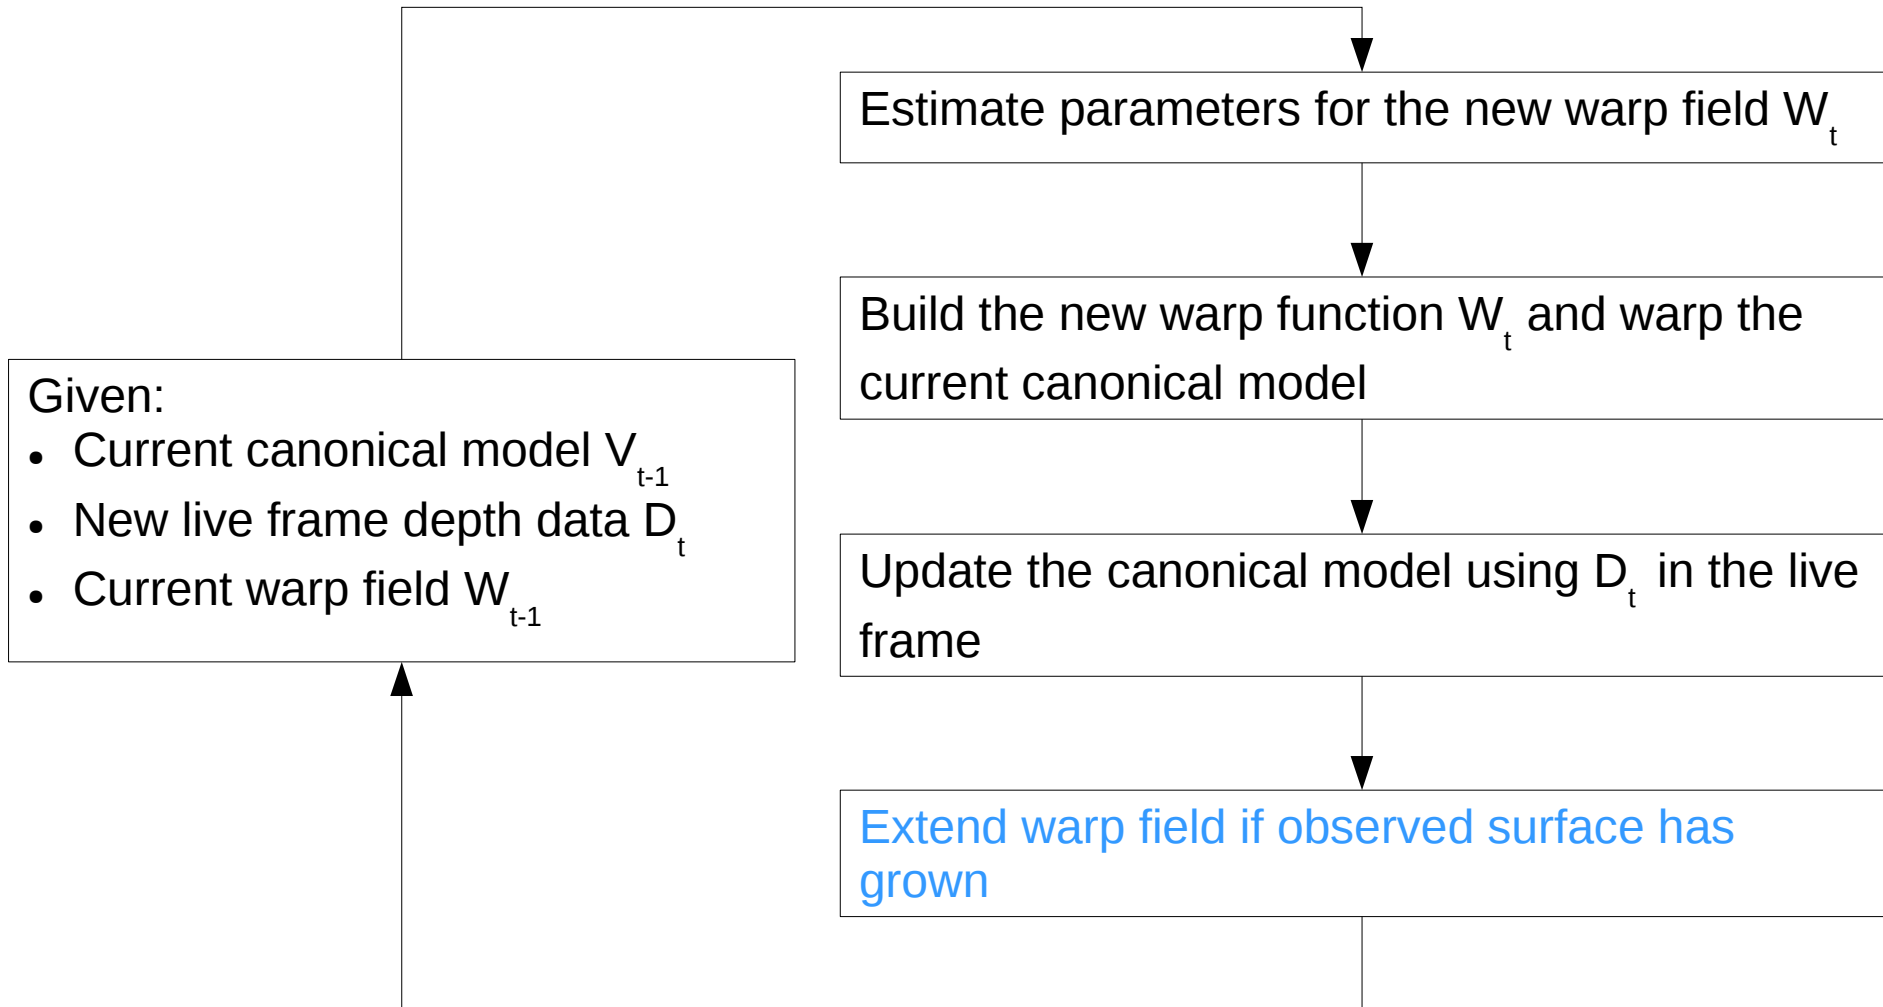 Given:
• Current canonical model V_t-1
• New live frame depth data D_t
• Current warp field W_t-1
Estimate parameters for the new warp field W_t
Build the new warp function W_t and warp the
current canonical model
Update the canonical model using D_t in the live
frame
Extend warp field if observed surface has
grown